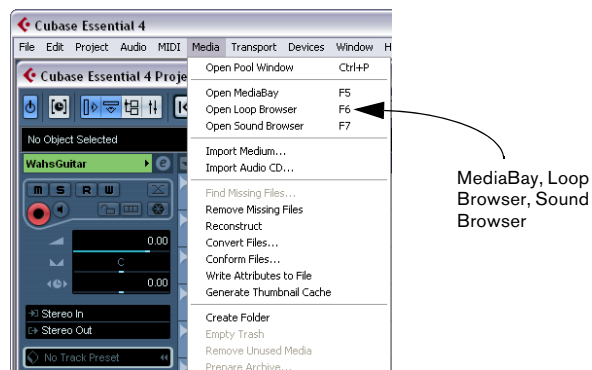 Cubase Essential 4
File Edit Project Audio MIDI Media Transport Devices Window H
Cubase Essential 4 Proje
No Object Selected
WahsGuitar
M S R W
0.00
C
0.00
Stereo In
Stereo Out
No Track Preset
Open Pool Window Ctrl+P
Open MediaBay F5
Open Loop Browser F6
Open Sound Browser F7
Import Medium...
Import Audio CD...
Find Missing Files...
Remove Missing Files
Reconstruct
Convert Files...
Conform Files...
Write Attributes to File
Generate Thumbnail Cache
Create Folder
Empty Trash
Remove Unused Media
Prepare Archive...
MediaBay, Loop
Browser, Sound
Browser